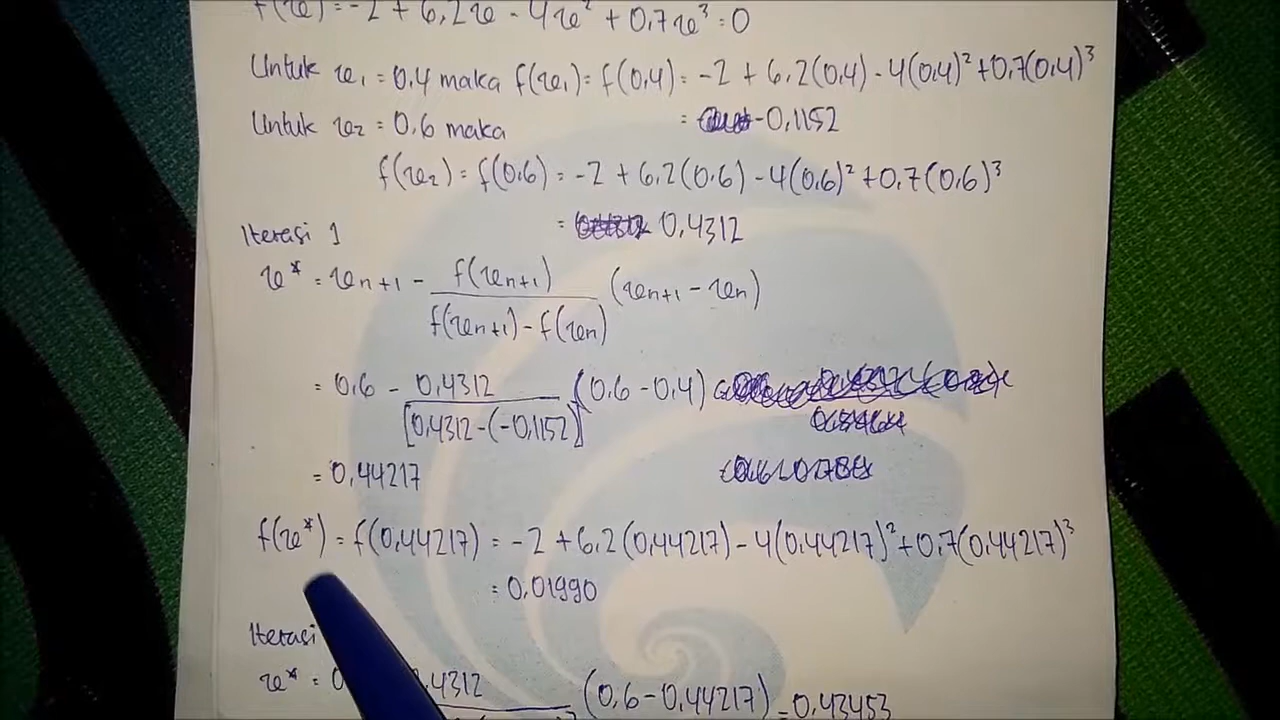 f(x) = -2 + 6,2x - 4x² + 0,7x³ = 0
Untuk x₁ = 0,4 maka f(x₁) = f(0,4) = -2 + 6,2(0,4) - 4(0,4)² + 0,7(0,4)³
= -0,1152
Untuk x₂ = 0,6 maka
f(x₂) = f(0,6) = -2 + 6,2(0,6) - 4(0,6)² + 0,7(0,6)³
= 0,4312
Iterasi 1
x* = xn+1 - f(xn+1) / f(xn+1) - f(xn) (xn+1 - xn)
= 0,6 - 0,4312 / [0,4312 - (-0,1152)] (0,6 - 0,4)
= 0,44217
f(x*) = f(0,44217) = -2 + 6,2(0,44217) - 4(0,44217)² + 0,7(0,44217)³
= 0,01990
Iterasi
x* = 0 0,4312 (0,6 - 0,44217) = 0,43453